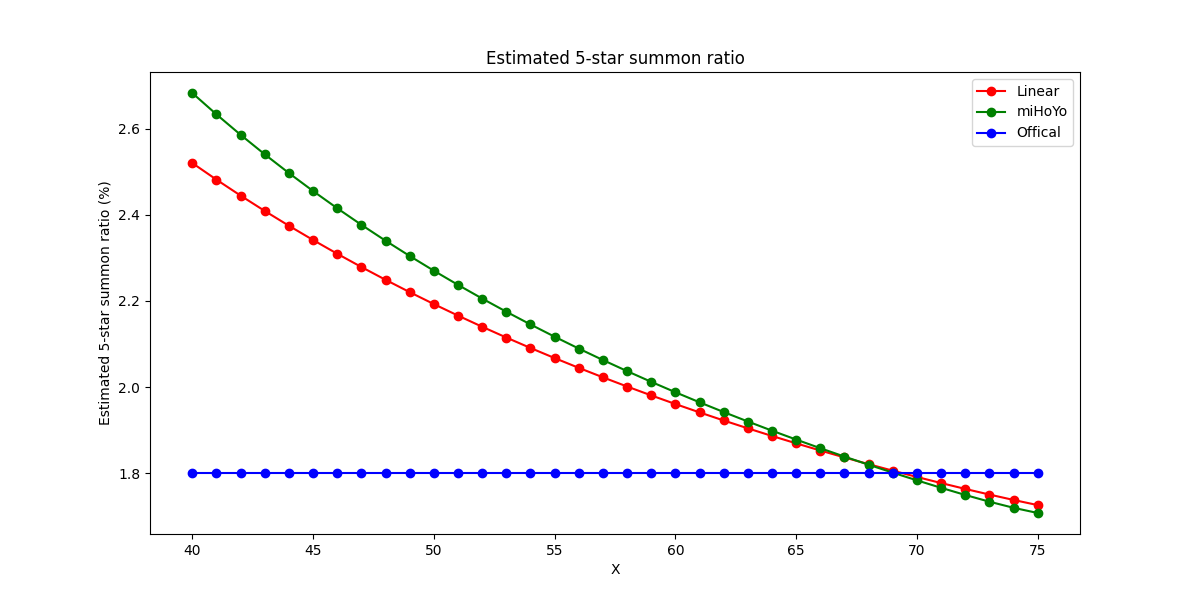 Estimated 5-star summon ratio
Linear
miHoYo
Offical
Estimated 5-star summon ratio (%)
2.6
2.4
2.2
2.0
1.8
40 45 50 55 60 65 70 75
X